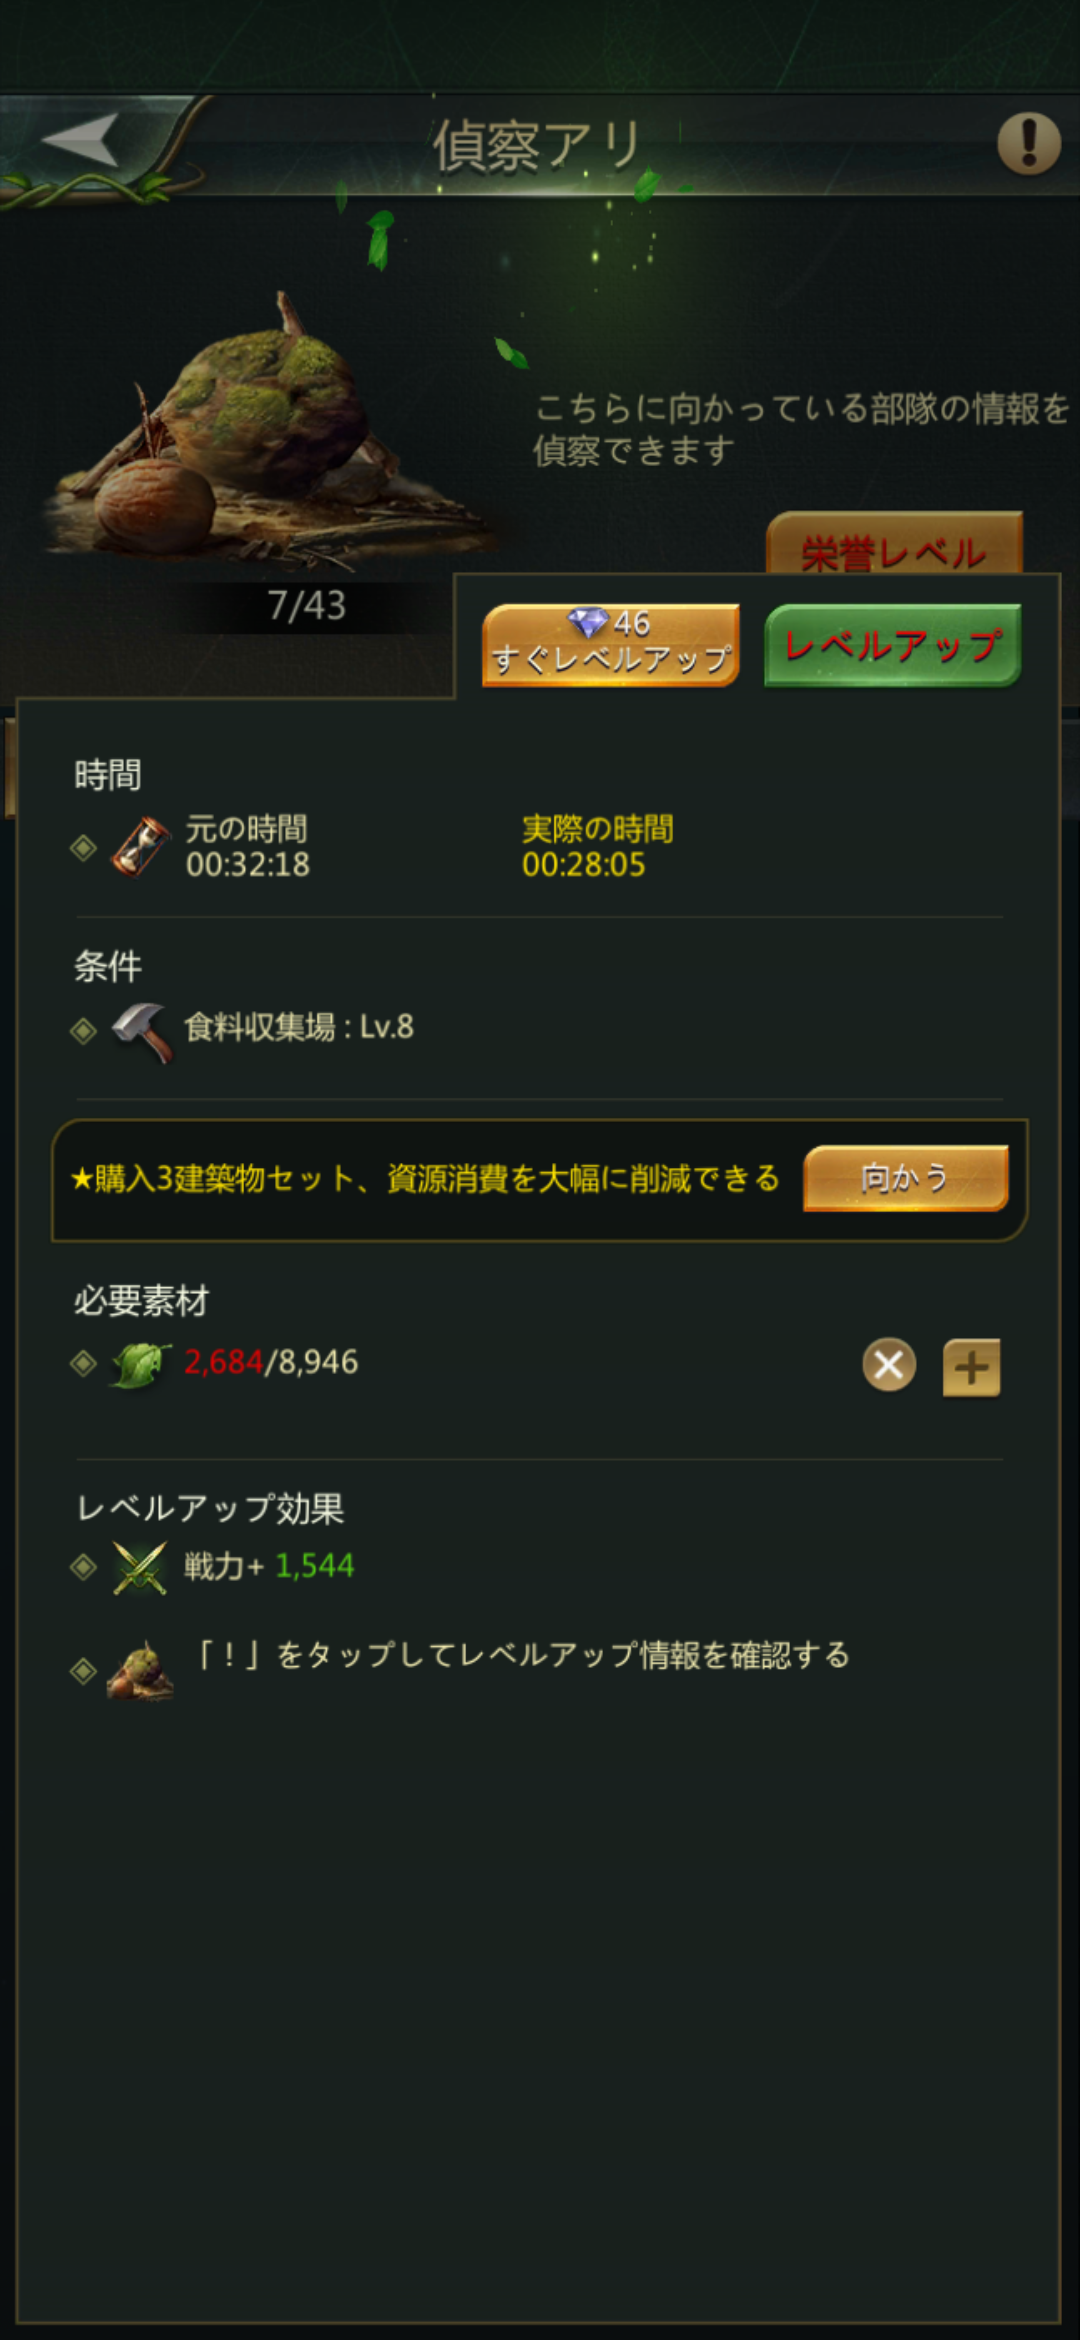 偵察アリ
こちらに向かっている部隊の情報を
偵察できます
栄誉レベル
7/43
46
すぐレベルアップ
レベルアップ
時間
元の時間
00:32:18
実際の時間
00:28:05
条件
食料収集場 : Lv.8
★購入3建築物セット、資源消費を大幅に削減できる
向かう
必要素材
2,684/8,946
レベルアップ効果
戦力+ 1,544
「！」をタップしてレベルアップ情報を確認する